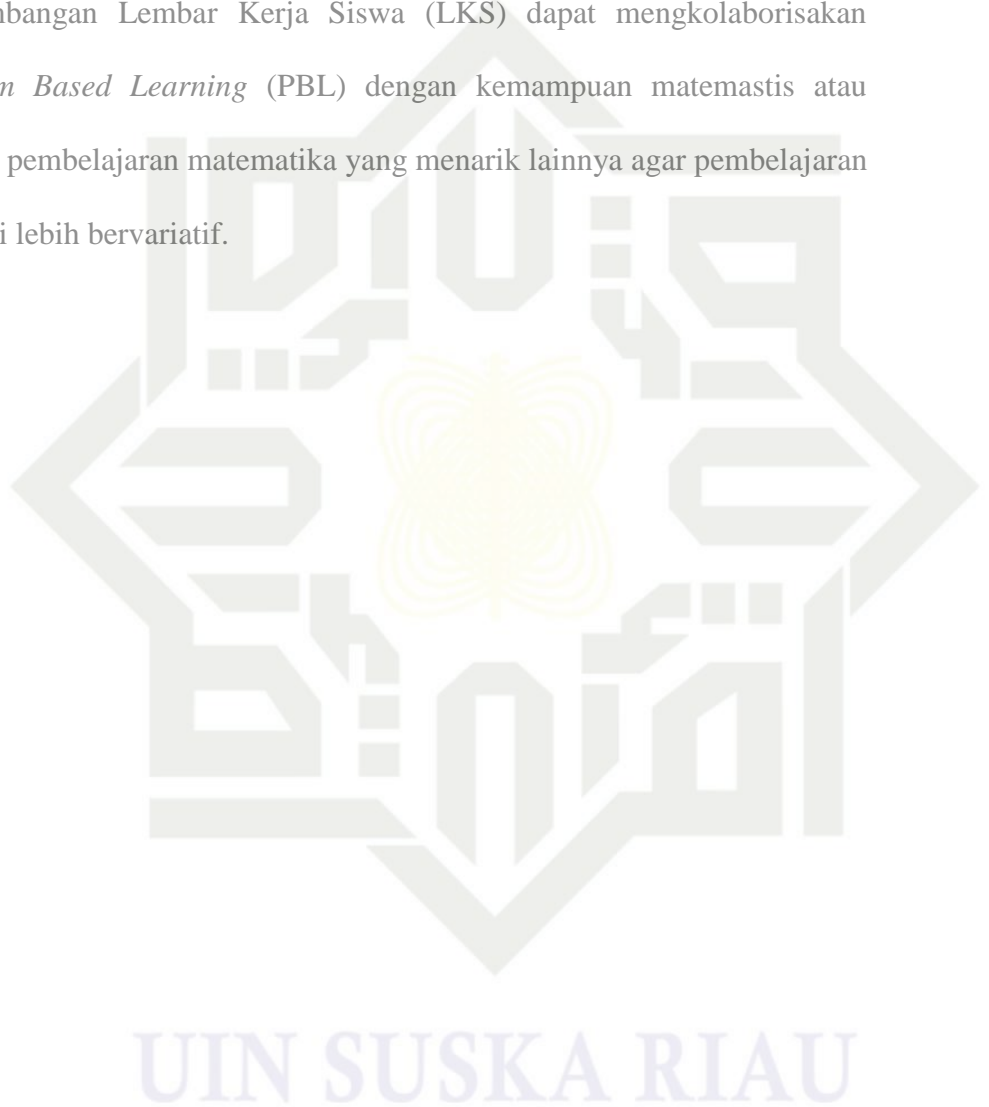 mbangan Lembar Kerja Siswa (LKS) dapat mengkolaborisakan
m Based Learning (PBL) dengan kemampuan matemastis atau
pembelajaran matematika yang menarik lainnya agar pembelajaran
i lebih bervariatif.
UIN SUSKA RIAU